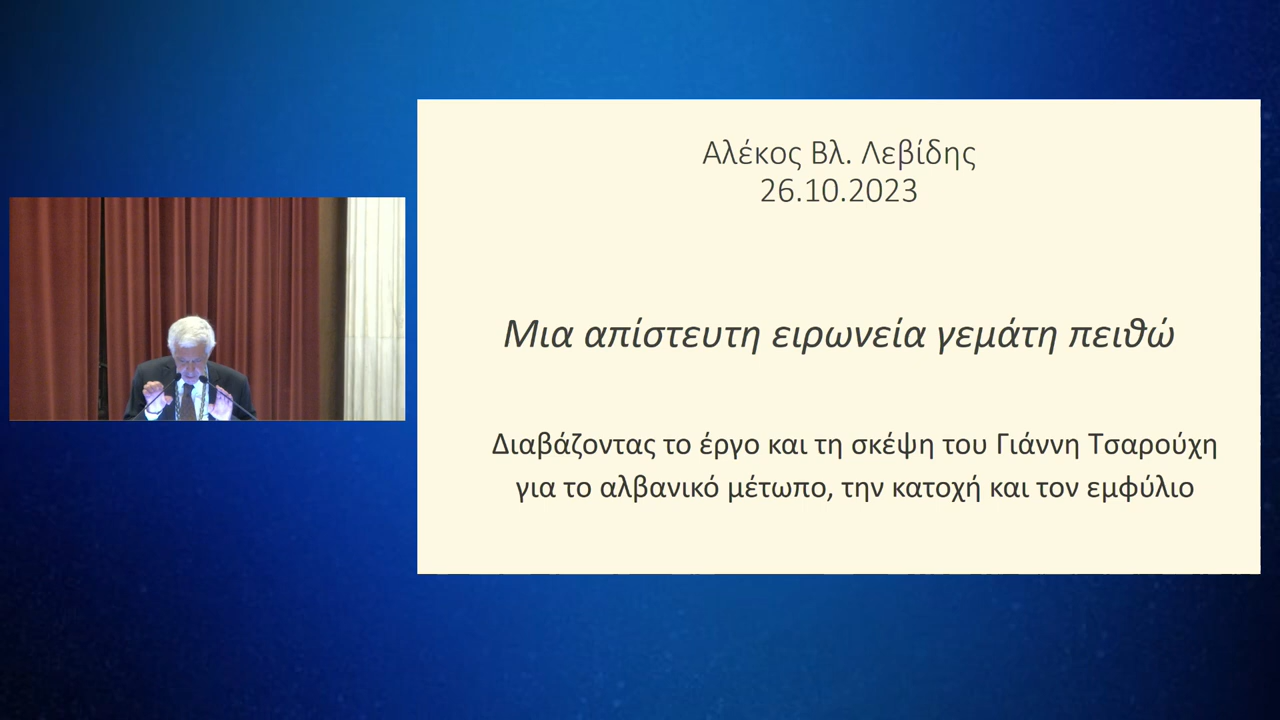 Αλέκος Βλ. Λεβίδης
26.10.2023
Μια απίστευτη ειρωνεία γεμάτη πειθώ
Διαβάζοντας το έργο και τη σκέψη του Γιάννη Τσαρούχη
για το αλβανικό μέτωπο, την κατοχή και τον εμφύλιο